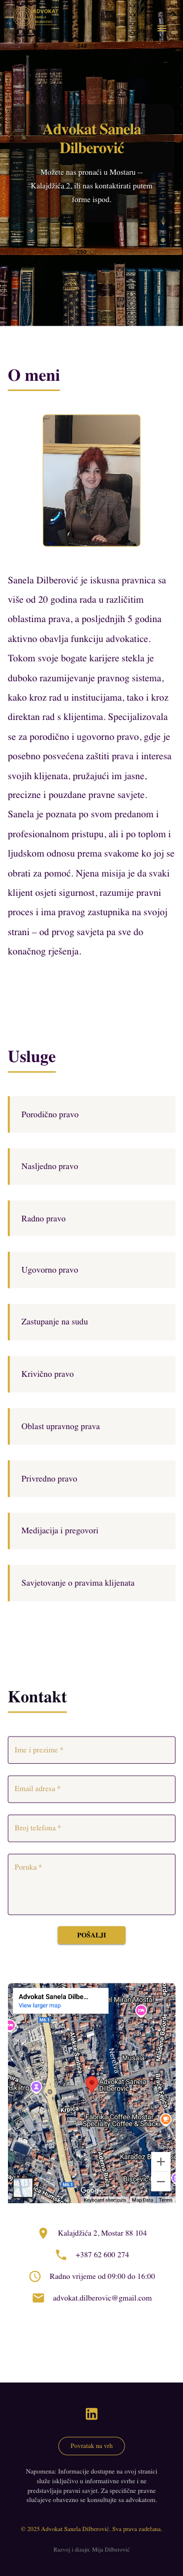 ADVOKAT
SANELA
DILBEROVIĆ
Advokat Sanela
Dilberović
Možete nas pronaći u Mostaru --
Kalajdžića 2, ili nas kontaktirati putem
forme ispod.
O meni
Sanela Dilberović je iskusna pravnica sa
više od 20 godina rada u različitim
oblastima prava, a posljednjih 5 godina
aktivno obavlja funkciju advokatice.
Tokom svoje bogate karijere stekla je
duboko razumijevanje pravnog sistema,
kako kroz rad u institucijama, tako i kroz
direktan rad s klijentima. Specijalizovala
se za porodično i ugovorno pravo, gdje je
posebno posvećena zaštiti prava i interesa
svojih klijenata, pružajući im jasne,
precizne i pouzdane pravne savjete.
Sanela je poznata po svom predanom i
profesionalnom pristupu, ali i po toplom i
ljudskom odnosu prema svakome ko joj se
obrati za pomoć. Njena misija je da svaki
klijent osjeti sigurnost, razumije pravni
proces i ima pravog zastupnika na svojoj
strani – od prvog savjeta pa sve do
konačnog rješenja.
Usluge
Porodično pravo
Nasljedno pravo
Radno pravo
Ugovorno pravo
Zastupanje na sudu
Krivično pravo
Oblast upravnog prava
Privredno pravo
Medijacija i pregovori
Savjetovanje o pravima klijenata
Kontakt
Ime i prezime *
Email adresa *
Broj telefona *
Poruka *
POŠALJI
Advokat Sanela Dilbe...
View larger map
Advokat Sanela
Dilberović
Musala
Fabrika Coffee Mosta
Specialty Coffee & Snac
Google
Keyboard shortcuts
Map Data
Terms
Kalajdžića 2, Mostar 88 104
+387 62 600 274
Radno vrijeme od 09:00 do 16:00
advokat.dilberovic@gmail.com
Povratak na vrh
Napomena: Informacije dostupne na ovoj stranici
služe isključivo u informativne svrhe i ne
predstavljaju pravni savjet. Za specifične pravne
slučajeve obavezno se konsultujte sa advokatom.
© 2025 Advokat Sanela Dilberović. Sva prava zadržana.
Razvoj i dizajn: Mija Dilberović